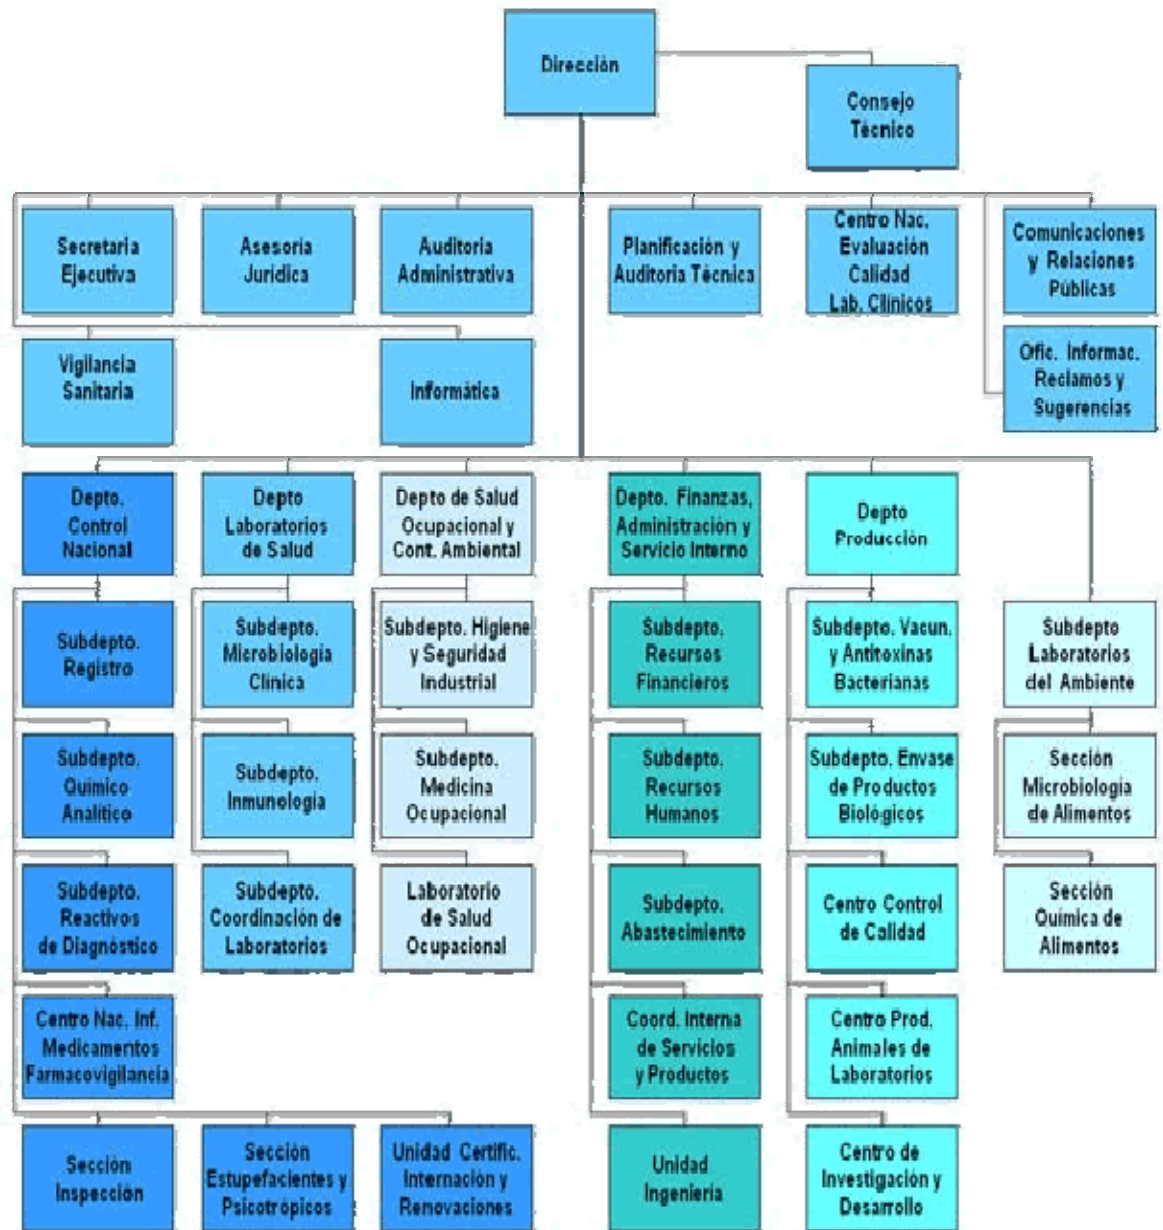 Dirección
Consejo
Técnico
Secretaria
Ejecutiva
Asesoría
Jurídica
Auditoria
Administrativa
Planificación y
Auditoria Técnica
Centro Nac.
Evaluación
Calidad
Lab. Clínicos
Comunicaciones
y Relaciones
Públicas
Vigilancia
Sanitaria
Informática
Ofic. Informac.
Reclamos y
Sugerencias
Depto.
Control
Nacional
Depto
Laboratorios
de Salud
Depto de Salud
Ocupacional y
Cont. Ambiental
Depto. Finanzas,
Administración y
Servicio Interno
Depto
Producción
Subdepto.
Registro
Subdepto.
Microbiología
Clínica
Subdepto. Higiene
y Seguridad
Industrial
Subdepto.
Recursos
Financieros
Subdepto. Vacun.
y Antitoxinas
Bacterianas
Subdepto
Laboratorios
del Ambiente
Subdepto.
Químico
Analítico
Subdepto.
Inmunología
Subdepto.
Medicina
Ocupacional
Subdepto.
Recursos
Humanos
Subdepto. Envase
de Productos
Biológicos
Sección
Microbiología
de Alimentos
Subdepto.
Reactivos
de Diagnóstico
Subdepto.
Coordinación de
Laboratorios
Laboratorio
de Salud
Ocupacional
Subdepto.
Abastecimiento
Centro Control
de Calidad
Sección
Química de
Alimentos
Centro Nac. Inf.
Medicamentos
Farmacovigilancia
Coord. Interna
de Servicios
y Productos
Centro Prod.
Animales de
Laboratorios
Sección
Inspección
Sección
Estupefacientes y
Psicotrópicos
Unidad Certific.
Internación y
Renovaciones
Unidad
Ingeniería
Centro de
Investigación y
Desarrollo